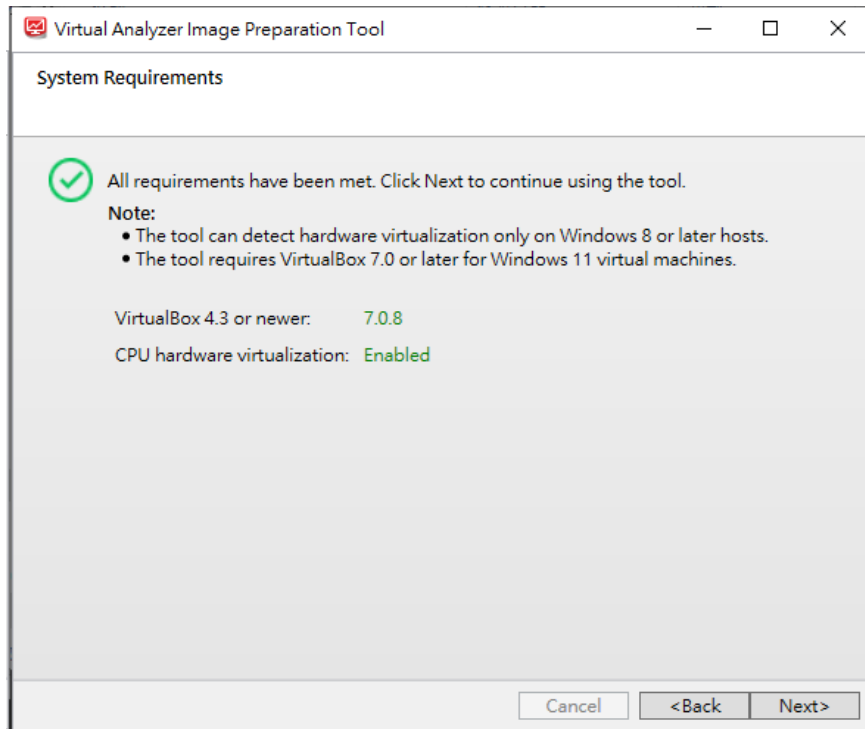 Virtual Analyzer Image Preparation Tool
System Requirements
All requirements have been met. Click Next to continue using the tool.
Note:
• The tool can detect hardware virtualization only on Windows 8 or later hosts.
• The tool requires VirtualBox 7.0 or later for Windows 11 virtual machines.
VirtualBox 4.3 or newer: 7.0.8
CPU hardware virtualization: Enabled
Cancel <Back Next>